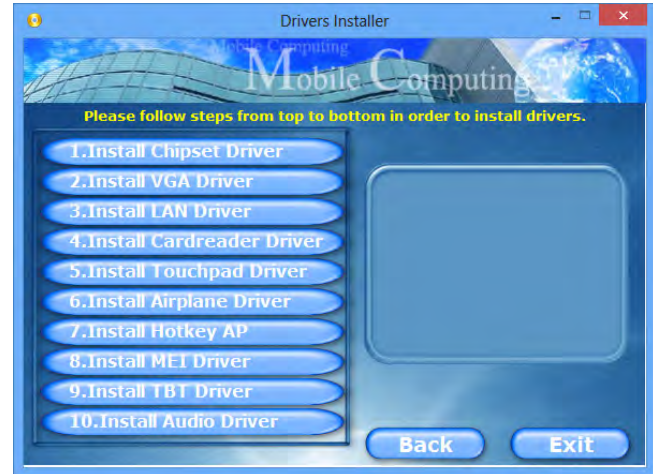 Drivers Installer
Mobile Computing
Mobile Computing
Please follow steps from top to bottom in order to install drivers.
1.Install Chipset Driver
2.Install VGA Driver
3.Install LAN Driver
4.Install Cardreader Driver
5.Install Touchpad Driver
6.Install Airplane Driver
7.Install Hotkey AP
8.Install MEI Driver
9.Install TBT Driver
10.Install Audio Driver
Back
Exit